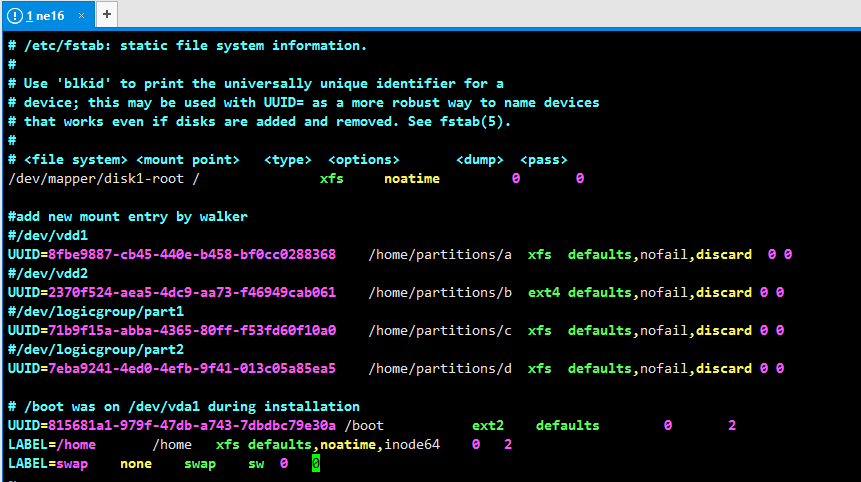 1 ne16 × +
# /etc/fstab: static file system information.
#
# Use 'blkid' to print the universally unique identifier for a
# device; this may be used with UUID= as a more robust way to name devices
# that works even if disks are added and removed. See fstab(5).
#
# <file system> <mount point>   <type>  <options>       <dump>  <pass>
/dev/mapper/disk1-root /               xfs     noatime         0       0
#add new mount entry by walker
#/dev/vdd1
UUID=8fbe9887-cb45-440e-b458-bf0cc0288368    /home/partitions/a  xfs  defaults,nofail,discard  0 0
#/dev/vdd2
UUID=2370f524-aea5-4dc9-aa73-f46949cab061    /home/partitions/b  ext4 defaults,nofail,discard 0 0
#/dev/logicgroup/part1
UUID=71b9f15a-abba-4365-80ff-f53fd60f10a0    /home/partitions/c  xfs  defaults,nofail,discard 0 0
#/dev/logicgroup/part2
UUID=7eba9241-4ed0-4efb-9f41-013c05a85ea5    /home/partitions/d  xfs  defaults,nofail,discard 0 0
# /boot was on /dev/vda1 during installation
UUID=815681a1-979f-47db-a743-7dbdbc79e30a /boot           ext2    defaults        0       2
LABEL=/home      /home   xfs defaults,noatime,inode64    0   2
LABEL=swap    none    swap    sw  0   0